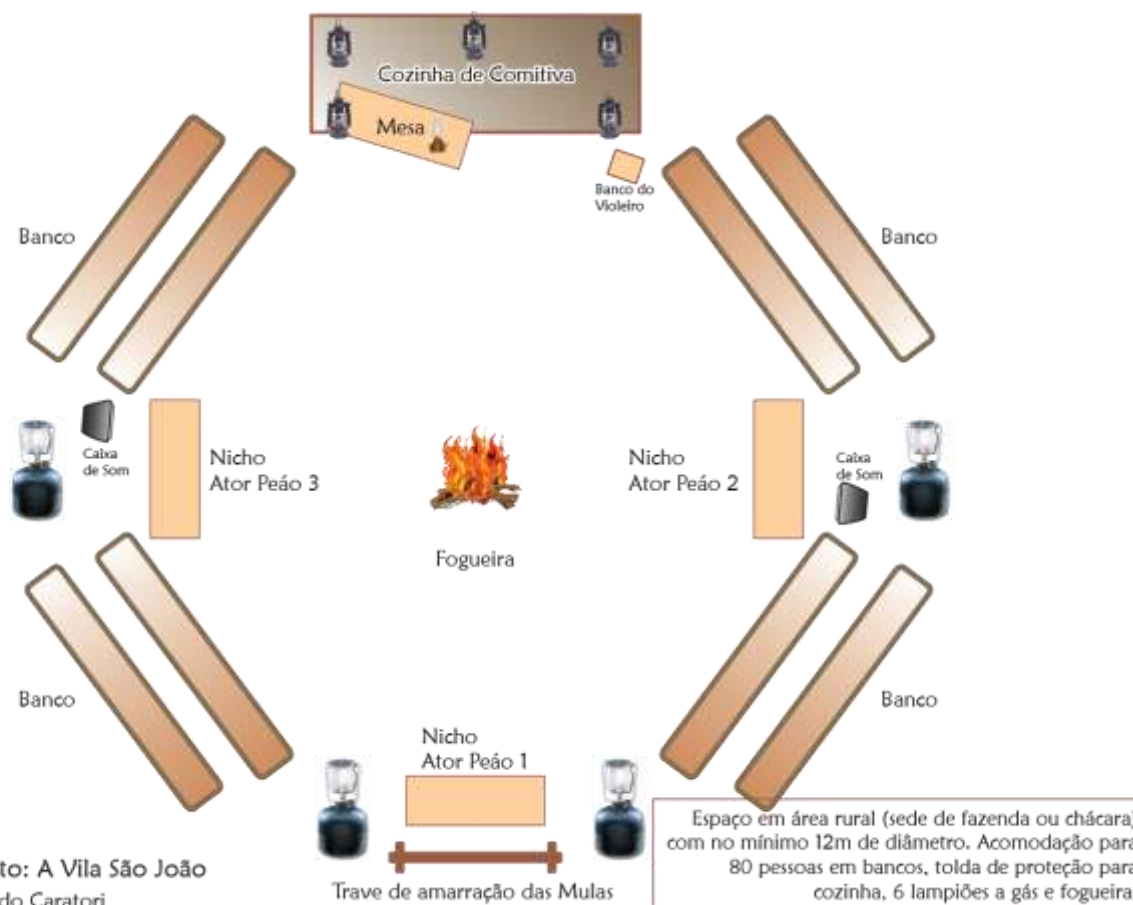 Cozinha de Comitiva
Mesa
Banco do
Violeiro
Banco
Banco
Caixa
de Som
Nicho
Ator Peáo 3
Nicho
Ator Peáo 2
Caixa
de Som
Fogueira
Banco
Banco
Nicho
Ator Peáo 1
Trave de amarração das Mulas
to: A Vila São João
do Caratori
Espaço em área rural (sede de fazenda ou chácara)
com no mínimo 12m de diâmetro. Acomodação para
80 pessoas em bancos, tolda de proteção para
cozinha, 6 lampiões a gás e fogueira